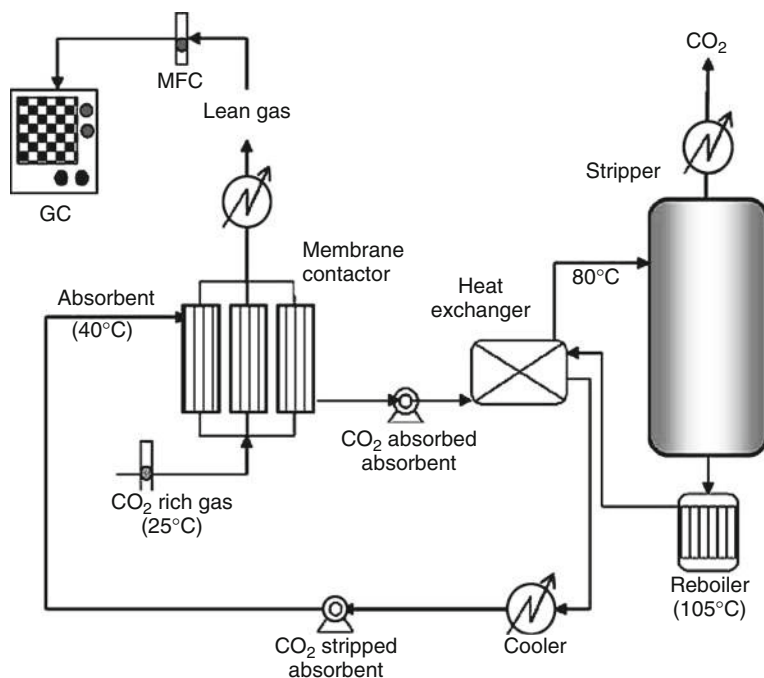 CO₂
MFC
Lean gas
Stripper
GC
Membrane
contactor
80°C
Heat
exchanger
Absorbent
(40°C)
CO₂ absorbed
absorbent
CO₂ rich gas
(25°C)
Reboiler
(105°C)
CO₂ stripped
absorbent
Cooler